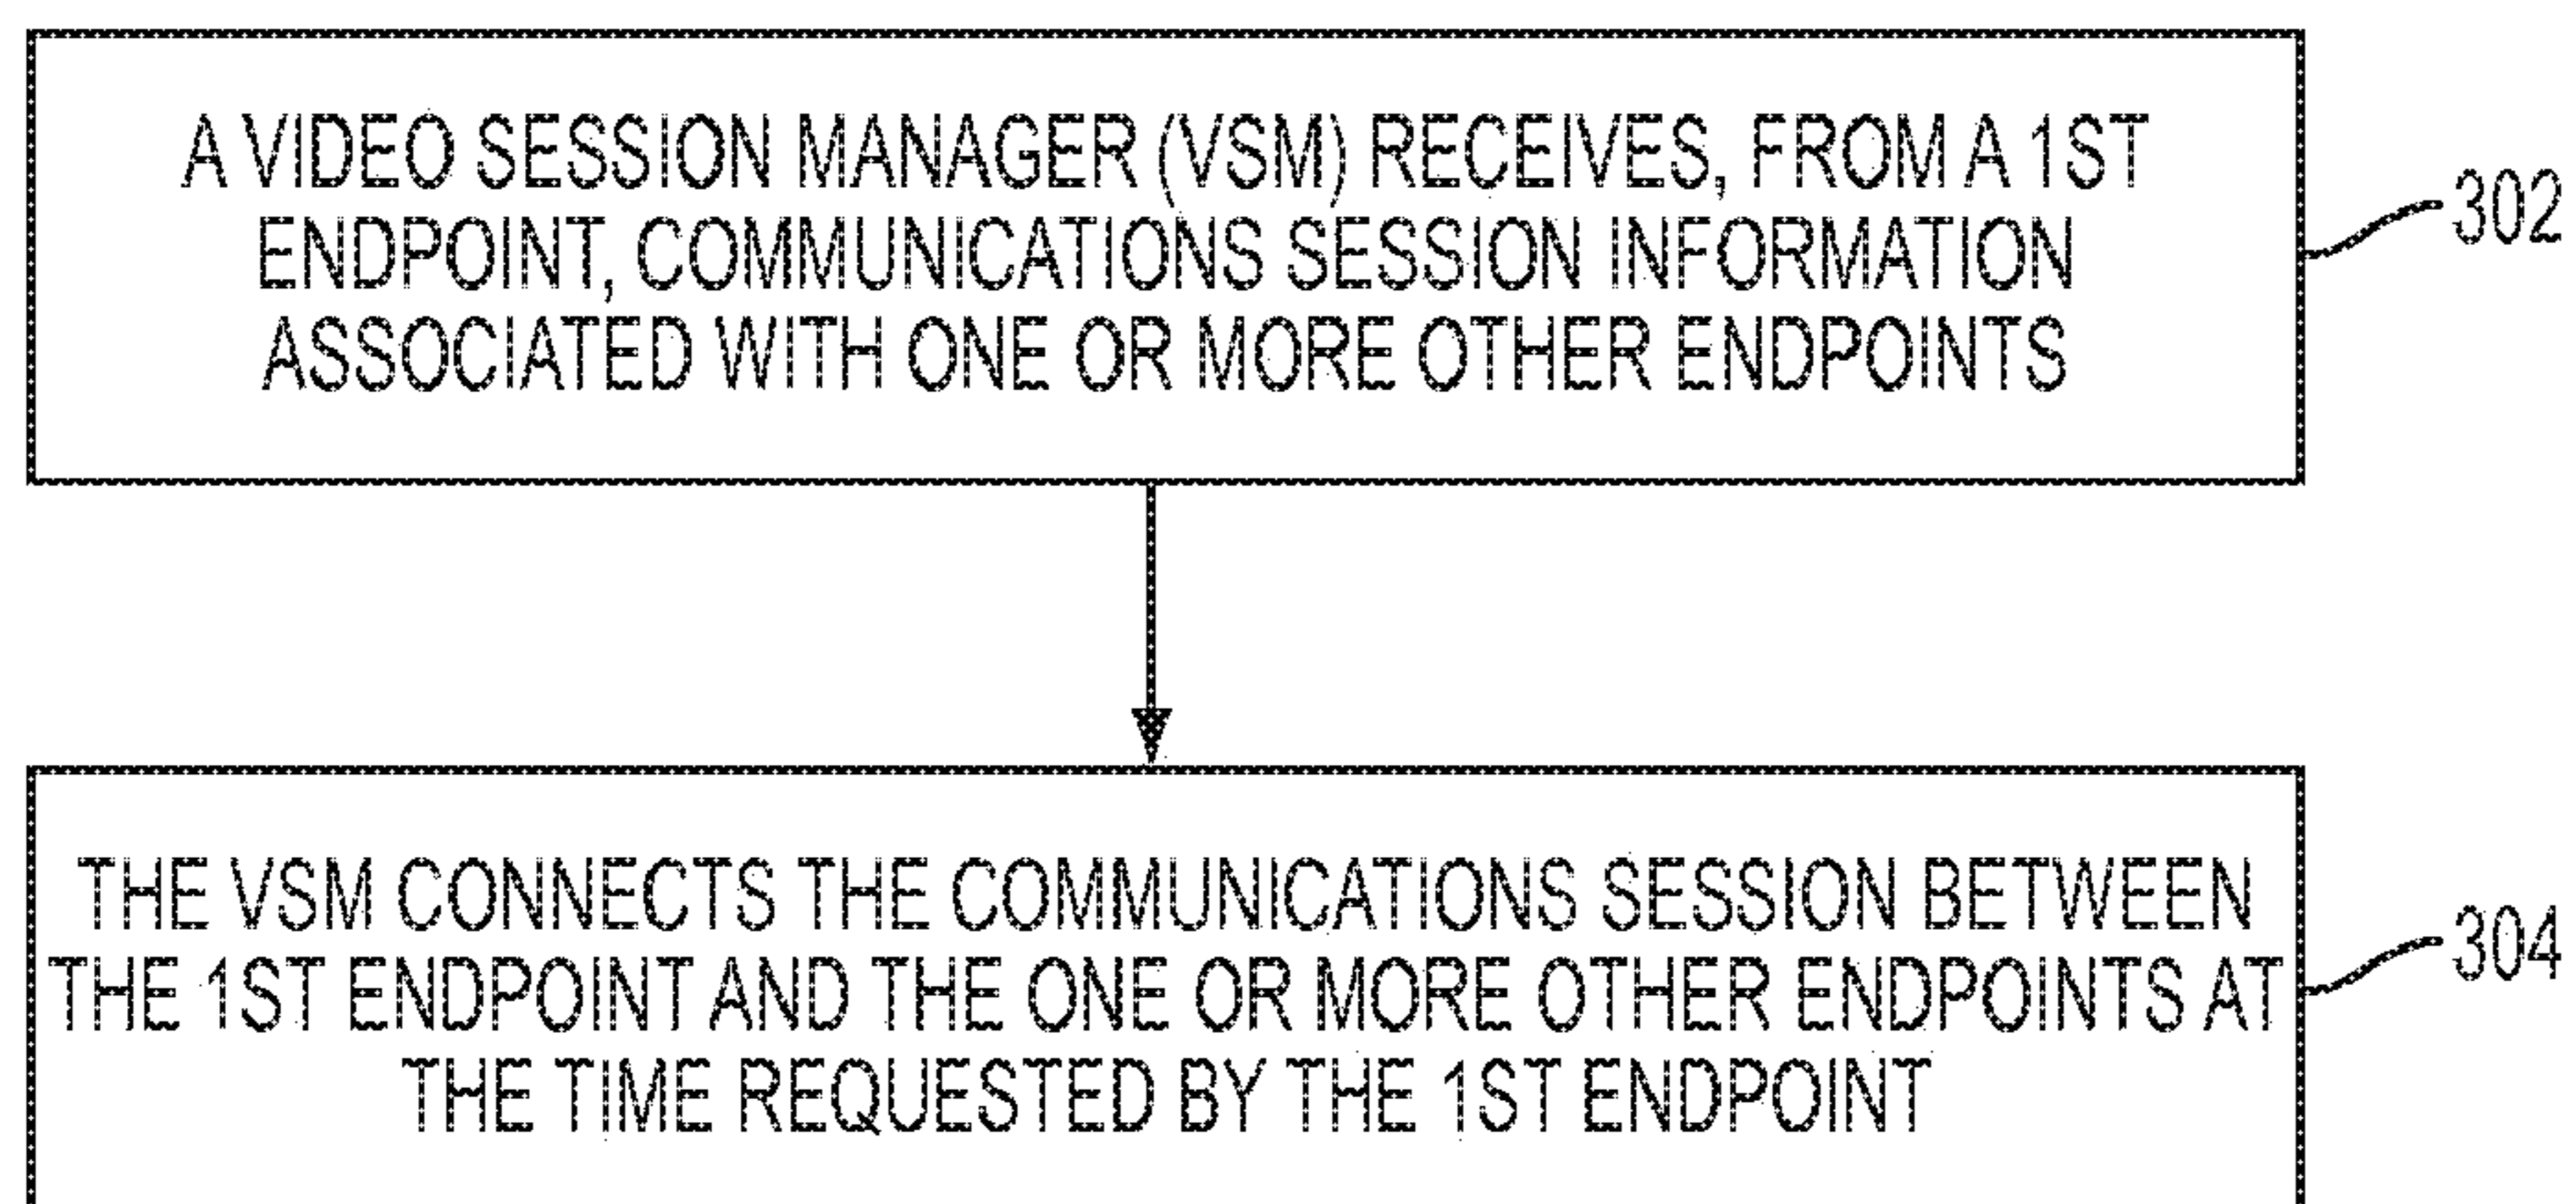 A VIDEO SESSION MANAGER (VSM) RECEIVES, FROM A 1ST
ENDPOINT, COMMUNICATIONS SESSION INFORMATION
ASSOCIATED WITH ONE OR MORE OTHER ENDPOINTS
302
THE VSM CONNECTS THE COMMUNICATIONS SESSION BETWEEN
THE 1ST ENDPOINT AND THE ONE OR MORE OTHER ENDPOINTS AT
THE TIME REQUESTED BY THE 1ST ENDPOINT
304